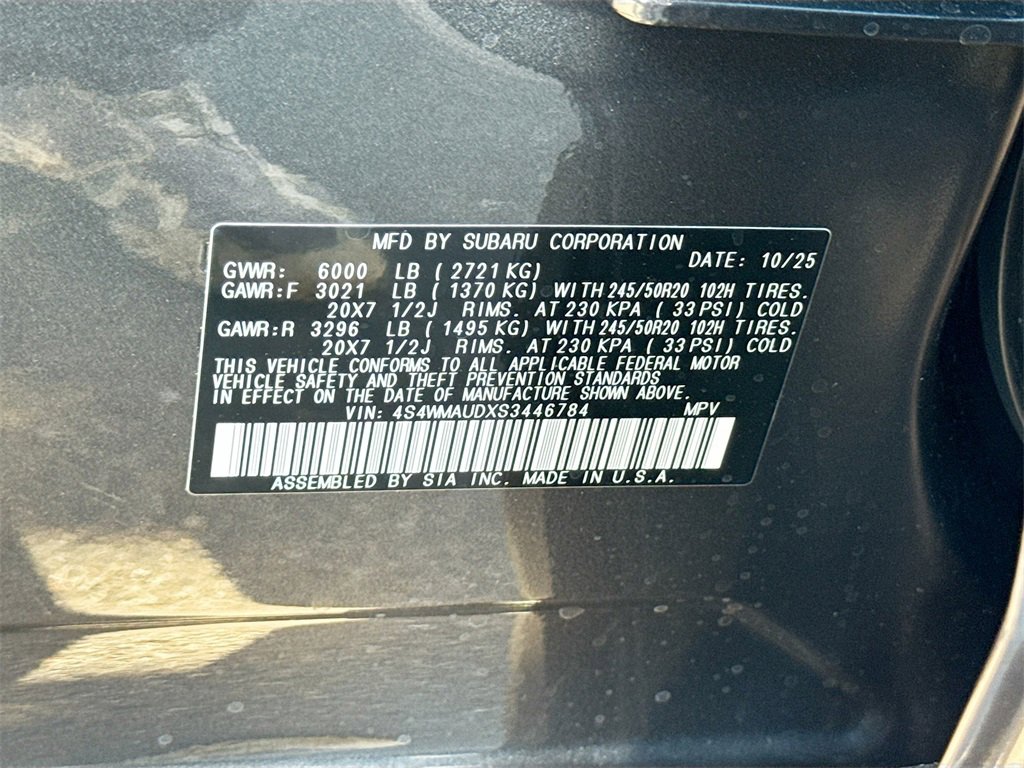 MFD BY SUBARU CORPORATION
DATE: 10/25
GVWR: 6000 LB ( 2721 KG)
GAWR:F 3021 LB ( 1370 KG) WITH 245/50R20 102H TIRES.
20X7 1/2J RIMS. AT 230 KPA ( 33 PSI) COLD
GAWR:R 3296 LB ( 1495 KG) WITH 245/50R20 102H TIRES.
20X7 1/2J RIMS. AT 230 KPA ( 33 PSI) COLD
THIS VEHICLE CONFORMS TO ALL APPLICABLE FEDERAL MOTOR
VEHICLE SAFETY AND THEFT PREVENTION STANDARDS
IN EFFECT ON THE DATE OF MANUFACTURE SHOWN ABOVE.
VIN: 4S4WMAUDXS3446784 MPV
ASSEMBLED BY SIA INC. MADE IN U.S.A.